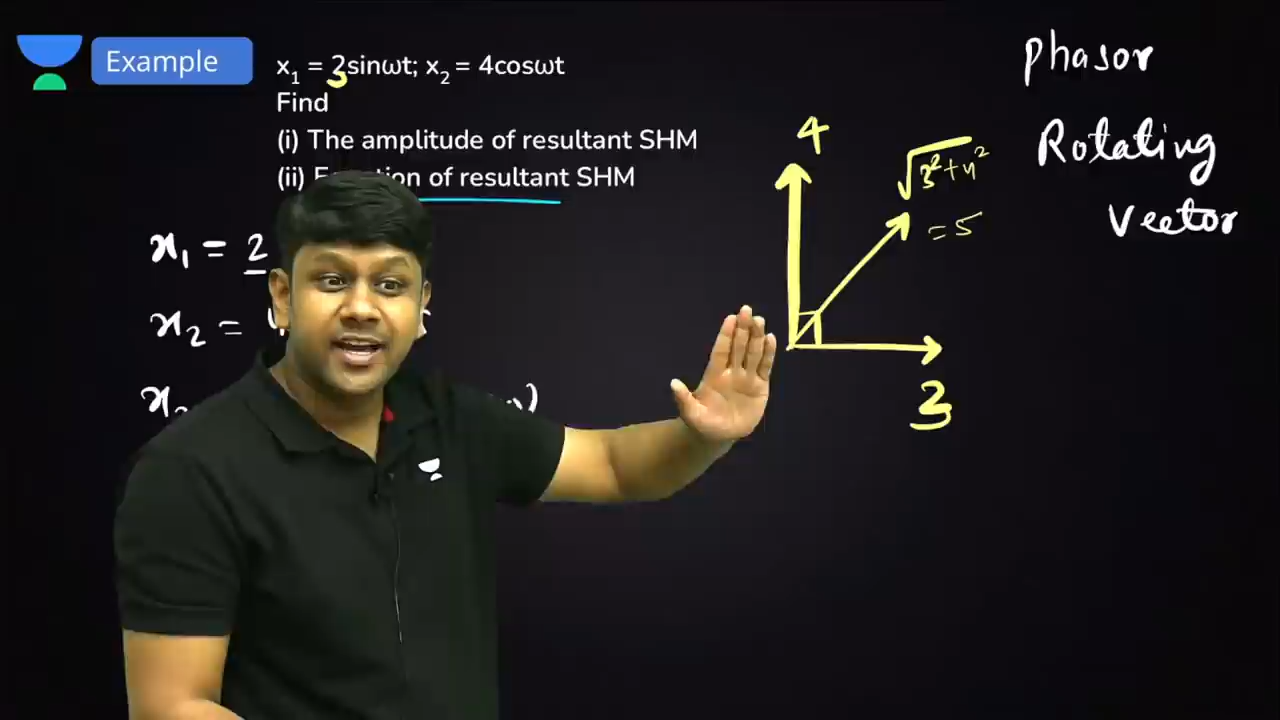 Example
x₁ = 3sinωt; x₂ = 4cosωt
Find
(i) The amplitude of resultant SHM
(ii) of resultant SHM
x₁ = 2
x₂ =
4
√3²+4²
=5
3
Phasor
Rotating
Vector